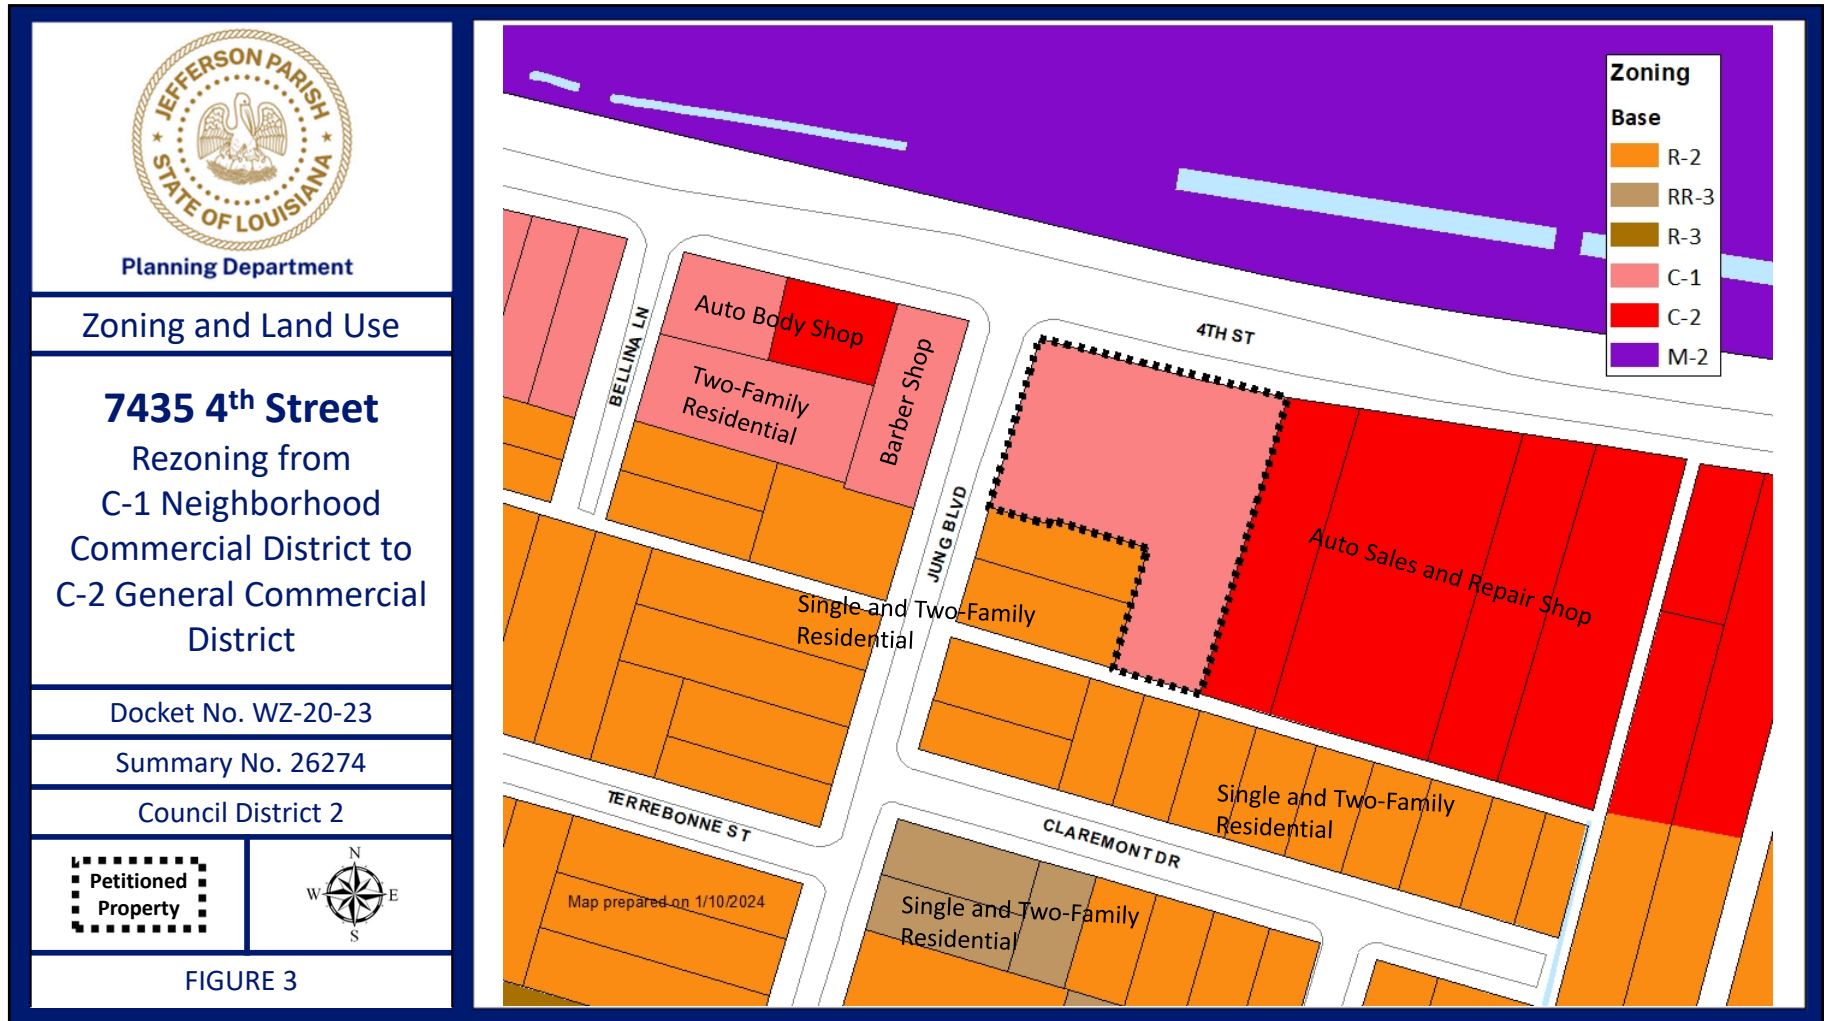 JEFFERSON PARISH
STATE OF LOUISIANA
Planning Department
Zoning and Land Use
7435 4th Street
Rezoning from
C-1 Neighborhood
Commercial District to
C-2 General Commercial
District
Docket No. WZ-20-23
Summary No. 26274
Council District 2
Petitioned
Property
N
W
E
S
FIGURE 3
Zoning
Base
R-2
RR-3
R-3
C-1
C-2
M-2
4TH ST
BELLINA LN
Auto Body Shop
Two-Family
Residential
Barber Shop
JUNG BLVD
Auto Sales and Repair Shop
Single and Two-Family
Residential
TERREBONNE ST
CLAREMONT DR
Single and Two-Family
Residential
Map prepared on 1/10/2024
Single and Two-Family
Residential